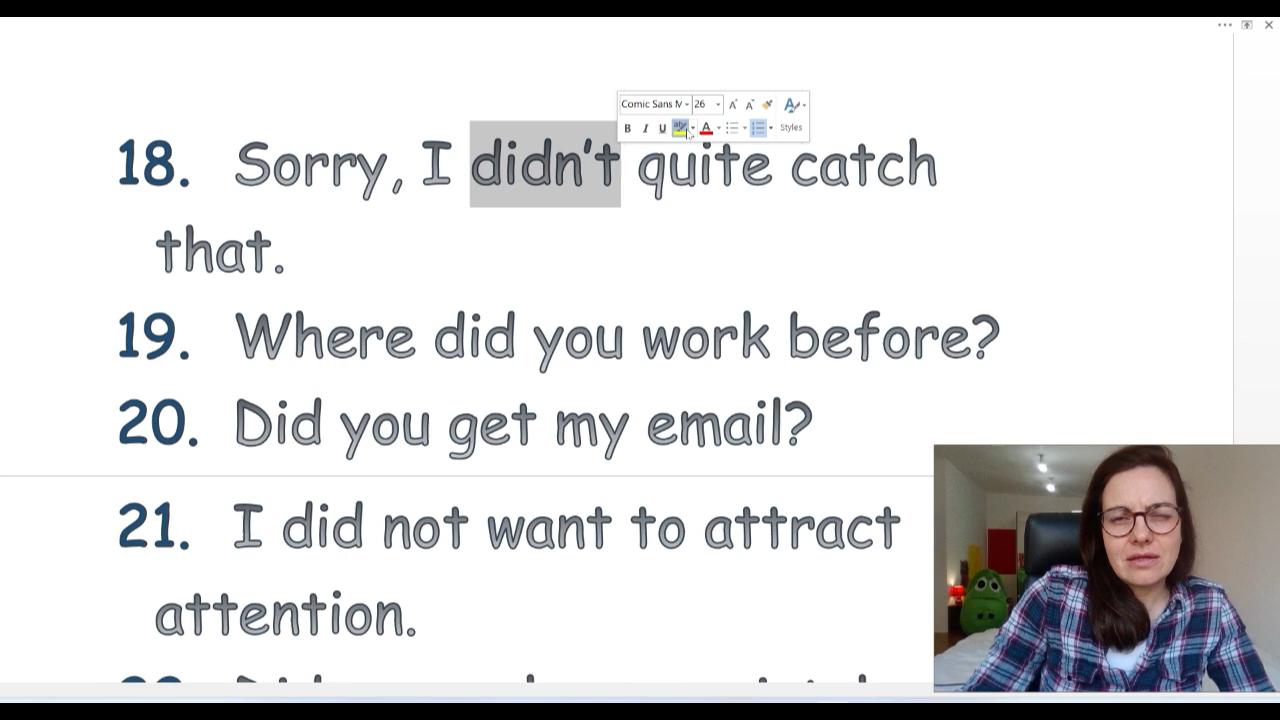 Comic Sans M 26
B I U aby A Styles
18. Sorry, I didn't quite catch
that.
19. Where did you work before?
20. Did you get my email?
21. I did not want to attract
attention.